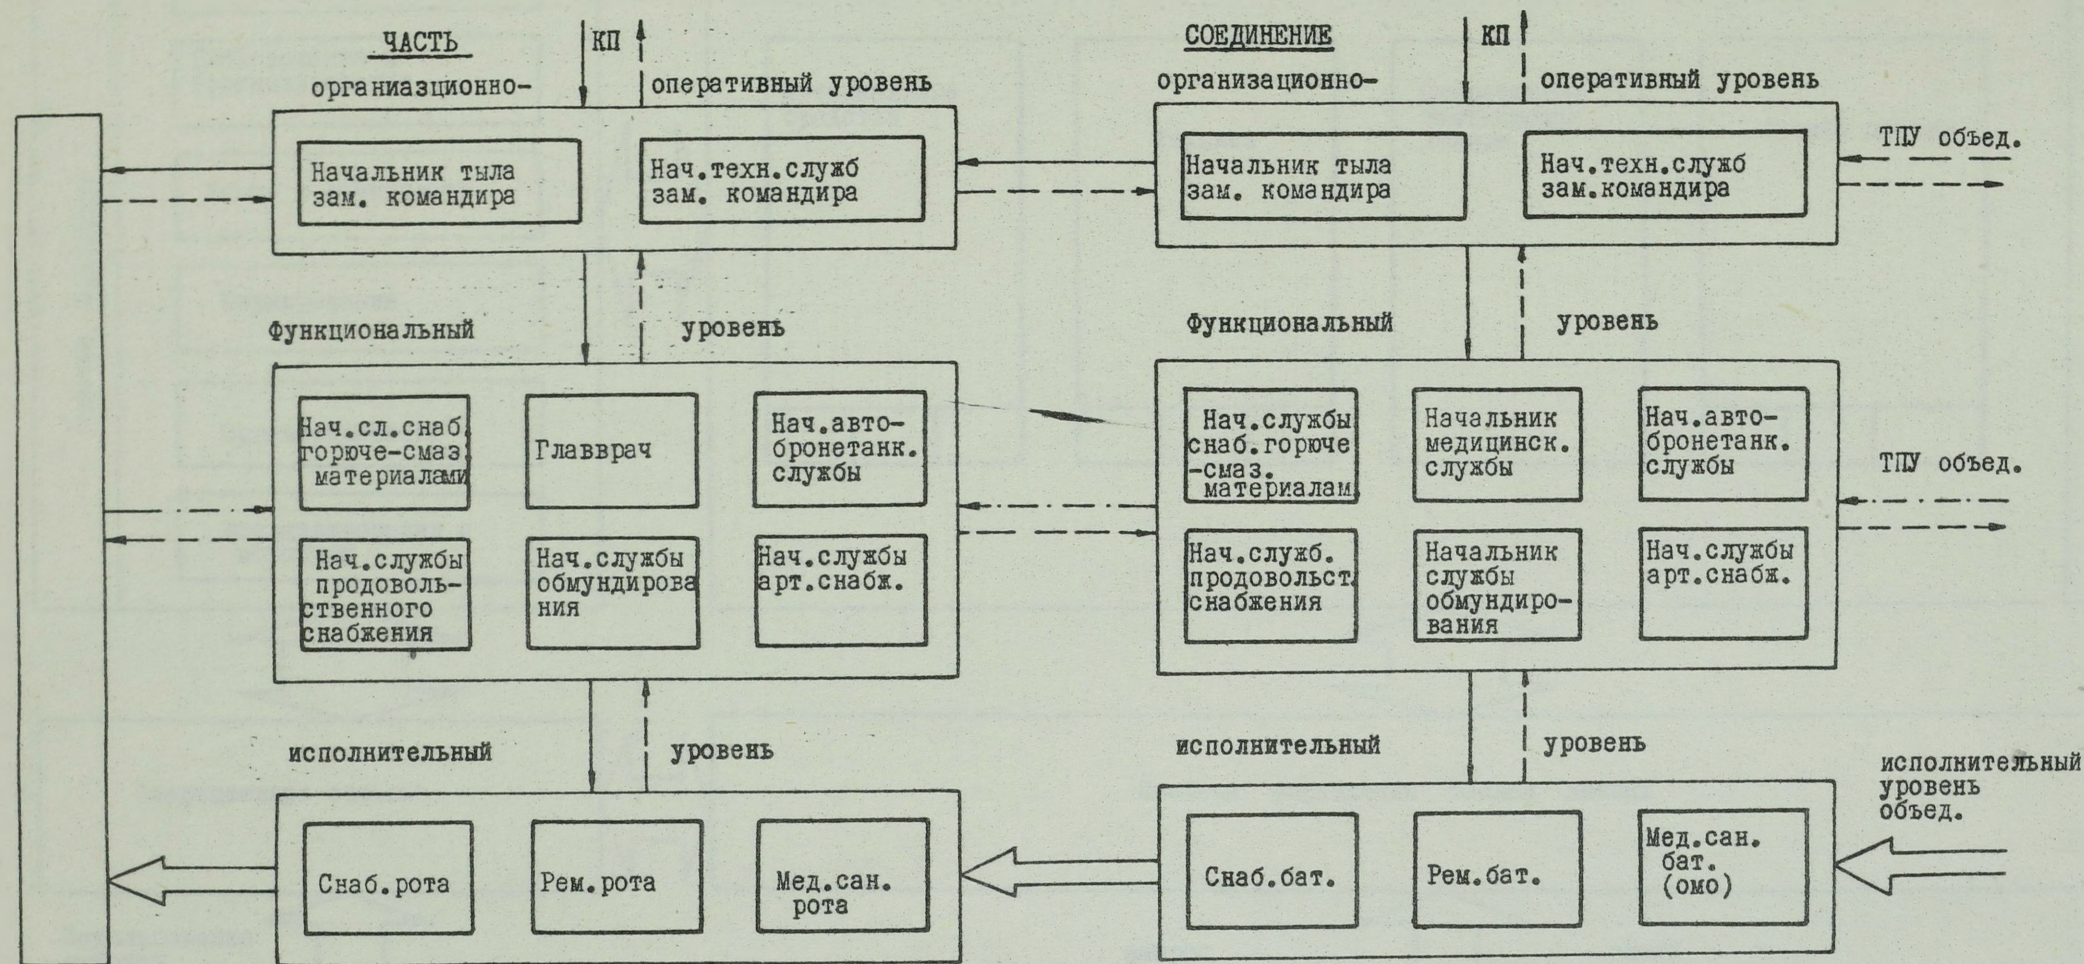 ЧАСТЬ
КП
организационно-
оперативный уровень
Начальник тыла
зам. командира
Нач.техн.служб
зам. командира
Функциональный
уровень
Нач.сл.снаб.
горюче-смаз.
материалами
Главврач
Нач.авто-
бронетанк.
службы
Нач.службы
продоволь-
ственного
снабжения
Нач.службы
обмундирова
ния
Нач.службы
арт.снабж.
исполнительный
уровень
Снаб.рота
Рем.рота
Мед.сан.
рота
СОЕДИНЕНИЕ
КП
организационно-
оперативный уровень
Начальник тыла
зам. командира
Нач.техн.служб
зам.командира
ТПУ объед.
Функциональный
уровень
Нач.службы
снаб.горюче
-смаз.
материалам
Начальник
медицинск.
службы
Нач.авто-
бронетанк.
службы
ТПУ объед.
Нач.служб.
продовольст.
снабжения
Начальник
службы
обмундиро-
вания
Нач.службы
арт.снабж.
исполнительный
уровень
Снаб.бат.
Рем.бат.
Мед.сан.
бат.
(омо)
исполнительный
уровень
объед.